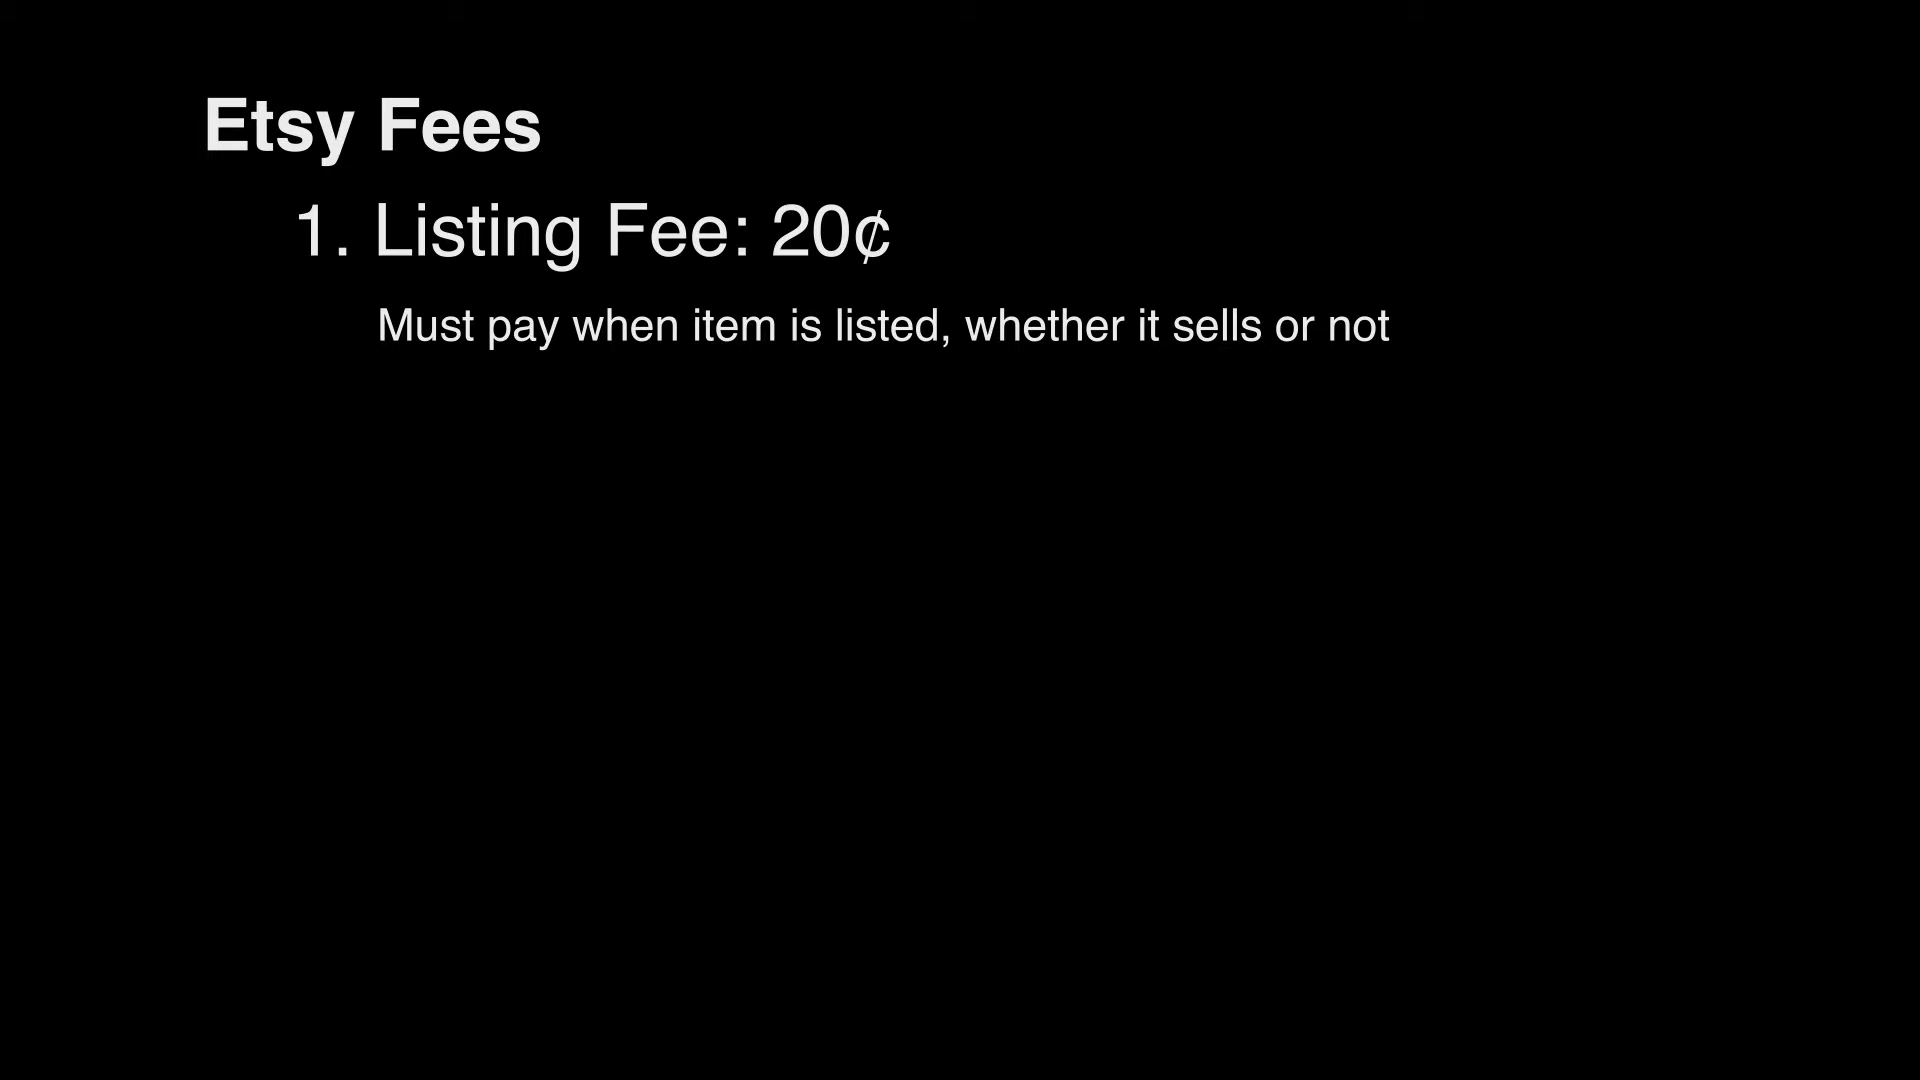 Etsy Fees
1. Listing Fee: 20¢
Must pay when item is listed, whether it sells or not